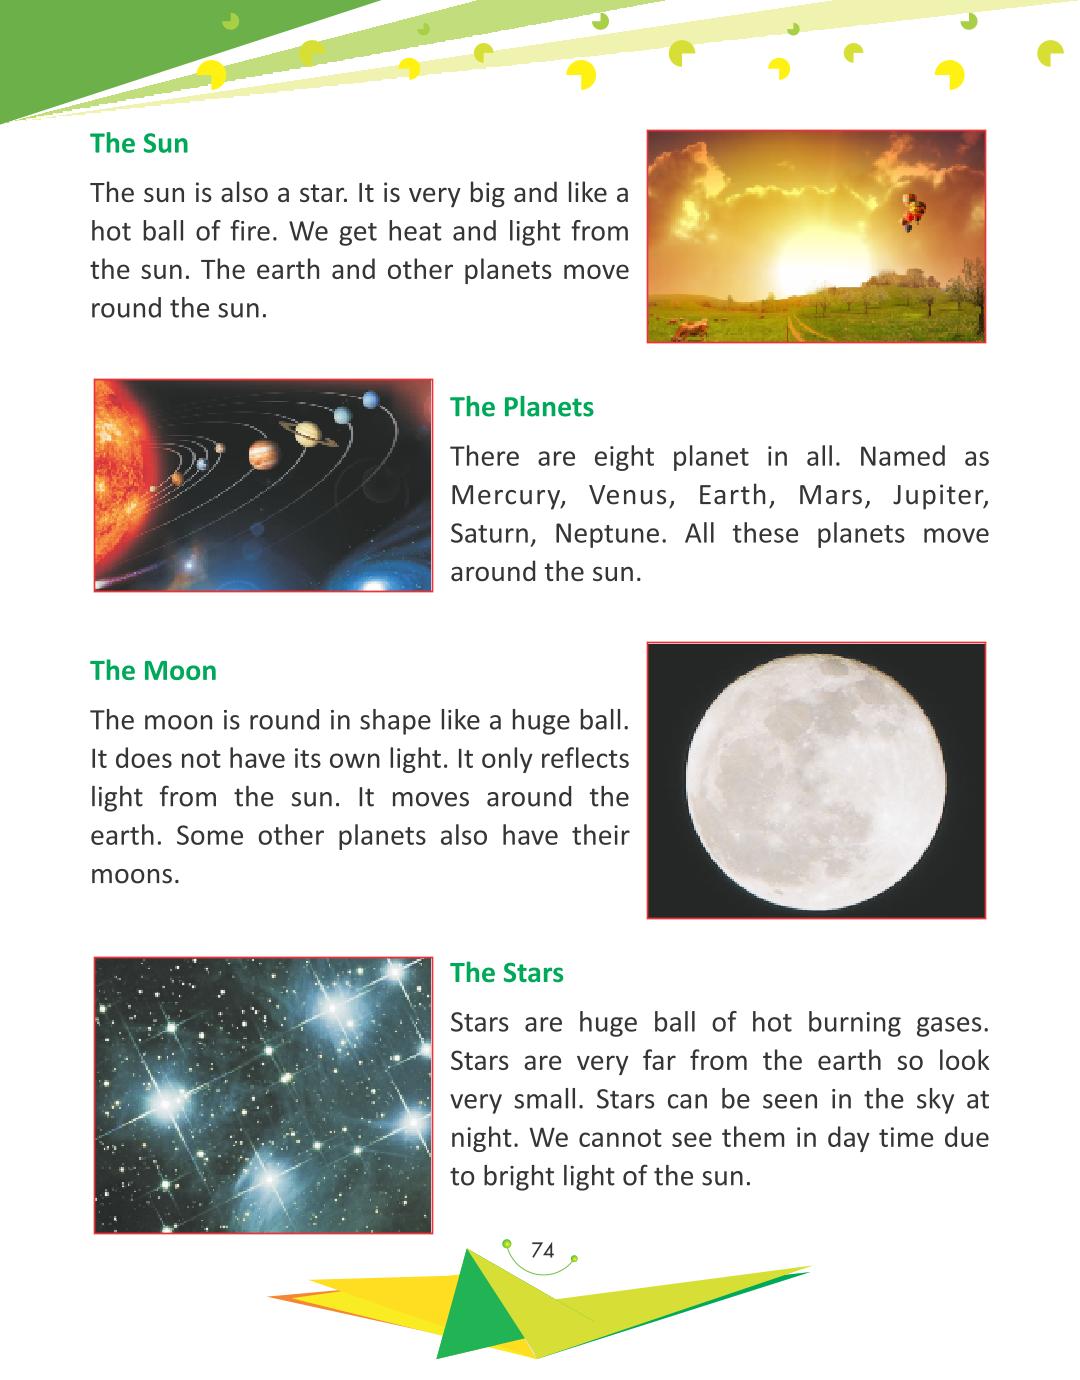 The Sun
The sun is also a star. It is very big and like a
hot ball of fire. We get heat and light from
the sun. The earth and other planets move
round the sun.
The Planets
There are eight planet in all. Named as
Mercury, Venus, Earth, Mars, Jupiter,
Saturn, Neptune. All these planets move
around the sun.
The Moon
The moon is round in shape like a huge ball.
It does not have its own light. It only reflects
light from the sun. It moves around the
earth. Some other planets also have their
moons.
The Stars
Stars are huge ball of hot burning gases.
Stars are very far from the earth so look
very small. Stars can be seen in the sky at
night. We cannot see them in day time due
to bright light of the sun.
74